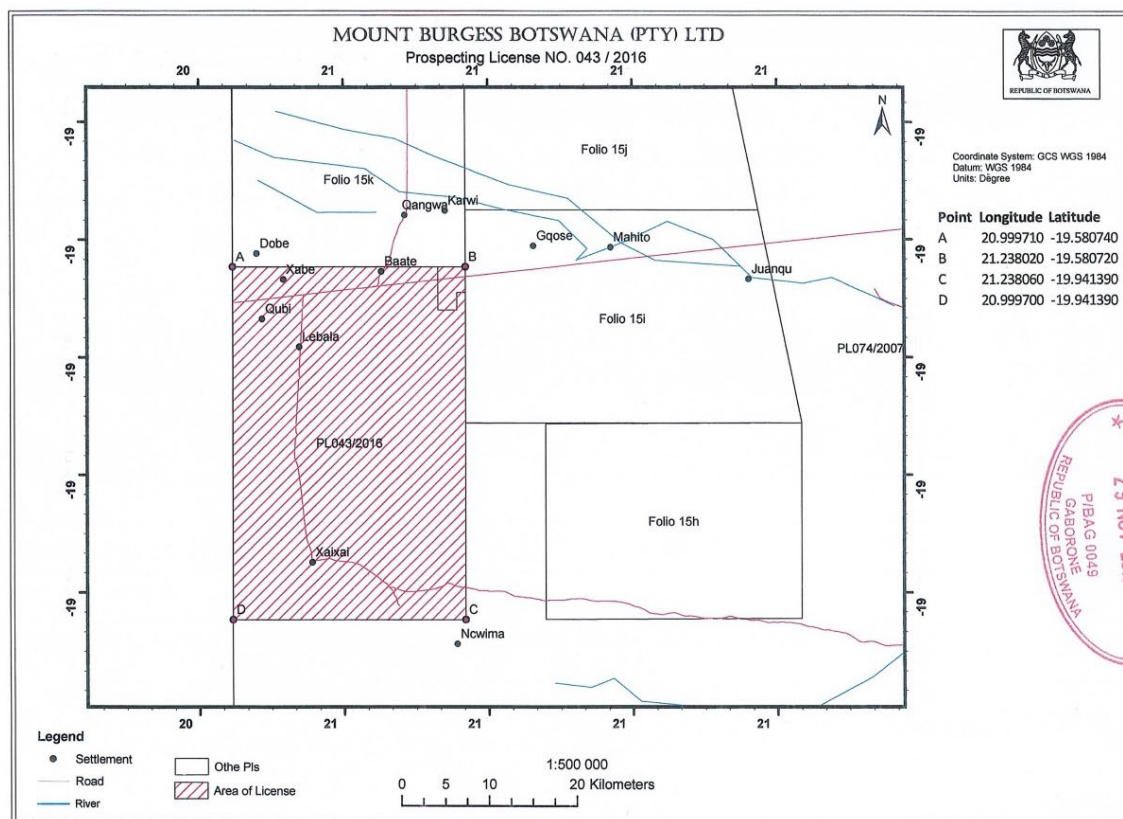 MOUNT BURGESS BOTSWANA (PTY) LTD
Prospecting License NO. 043 / 2016
REPUBLIC OF BOTSWANA
20 21 21 21 21
N
-19 -19
Folio 15j
Folio 15k
Qangwa Karwi
Gqose Mahito
Dobe
A B
Xabe Baate
Juanqu
Qubi
Folio 15i
Lebala
PL074/2007
-19 -19
PL043/2016
-19 -19
Folio 15h
Xaixai
-19 -19
D C
Ncwima
-19 -19
20 21 21 21 21
Coordinate System: GCS WGS 1984
Datum: WGS 1984
Units: Dêgree
Point Longitude Latitude
A 20.999710 -19.580740
B 21.238020 -19.580720
C 21.238060 -19.941390
D 20.999700 -19.941390
REPUBLIC OF BOTSWANA
GABORONE
P/BAG 0049
Legend
Settlement
Road
River
Othe Pls
Area of License
1:500 000
0 5 10 20 Kilometers